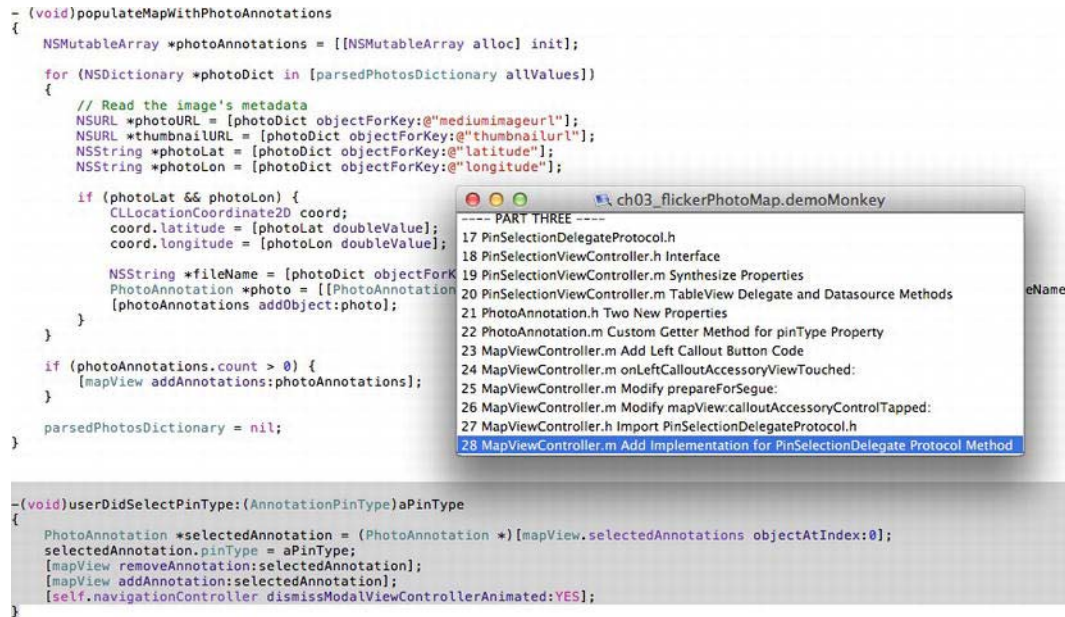 - (void)populateMapWithPhotoAnnotations
{
    NSMutableArray *photoAnnotations = [[NSMutableArray alloc] init];

    for (NSDictionary *photoDict in [parsedPhotosDictionary allValues])
    {
        // Read the image's metadata
        NSURL *photoURL = [photoDict objectForKey:@"mediumimageurl"];
        NSURL *thumbnailURL = [photoDict objectForKey:@"thumbnailurl"];
        NSString *photoLat = [photoDict objectForKey:@"latitude"];
        NSString *photoLon = [photoDict objectForKey:@"longitude"];

        if (photoLat && photoLon) {
            CLLocationCoordinate2D coord;
            coord.latitude = [photoLat doubleValue];
            coord.longitude = [photoLon doubleValue];

            NSString *fileName = [photoDict objectForK
            PhotoAnnotation *photo = [[PhotoAnnotation
eName
            [photoAnnotations addObject:photo];
        }
    }

    if (photoAnnotations.count > 0) {
        [mapView addAnnotations:photoAnnotations];
    }

    parsedPhotosDictionary = nil;
}
ch03_flickerPhotoMap.demoMonkey
---- PART THREE ----
17 PinSelectionDelegateProtocol.h
18 PinSelectionViewController.h Interface
19 PinSelectionViewController.m Synthesize Properties
20 PinSelectionViewController.m TableView Delegate and Datasource Methods
21 PhotoAnnotation.h Two New Properties
22 PhotoAnnotation.m Custom Getter Method for pinType Property
23 MapViewController.m Add Left Callout Button Code
24 MapViewController.m onLeftCalloutAccessoryViewTouched:
25 MapViewController.m Modify prepareForSegue:
26 MapViewController.m Modify mapView:calloutAccessoryControlTapped:
27 MapViewController.h Import PinSelectionDelegateProtocol.h
28 MapViewController.m Add Implementation for PinSelectionDelegate Protocol Method
-(void)userDidSelectPinType:(AnnotationPinType)aPinType
{
    PhotoAnnotation *selectedAnnotation = (PhotoAnnotation *)[mapView.selectedAnnotations objectAtIndex:0];
    selectedAnnotation.pinType = aPinType;
    [mapView removeAnnotation:selectedAnnotation];
    [mapView addAnnotation:selectedAnnotation];
    [self.navigationController dismissModalViewControllerAnimated:YES];
}